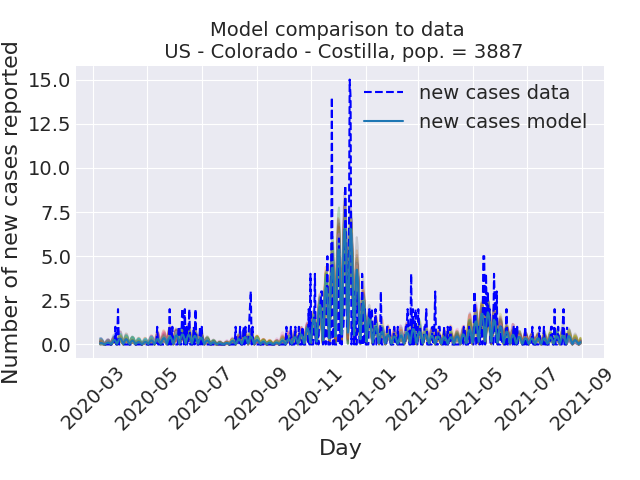 Model comparison to data
US - Colorado - Costilla, pop. = 3887
Number of new cases reported
15.0
12.5
10.0
7.5
5.0
2.5
0.0
new cases data
new cases model
2020-03
2020-05
2020-07
2020-09
2020-11
2021-01
2021-03
2021-05
2021-07
2021-09
Day